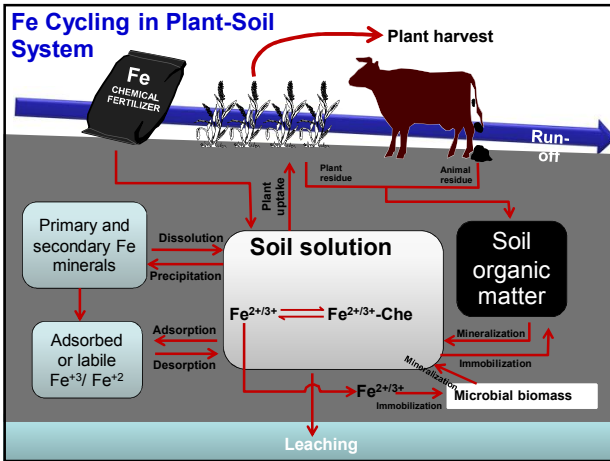 Fe Cycling in Plant-Soil
System
Plant harvest
Fe
CHEMICAL
FERTILIZER
Run-
off
Plant
residue
Animal
residue
Plant
uptake
Primary and
secondary Fe
minerals
Dissolution
Precipitation
Soil solution
Soil
organic
matter
Fe2+/3+
Fe2+/3+-Che
Adsorbed
or labile
Fe+3/ Fe+2
Adsorption
Desorption
Mineralization
Immobilization
Mineralization
Fe2+/3+
Immobilization
Microbial biomass
Leaching